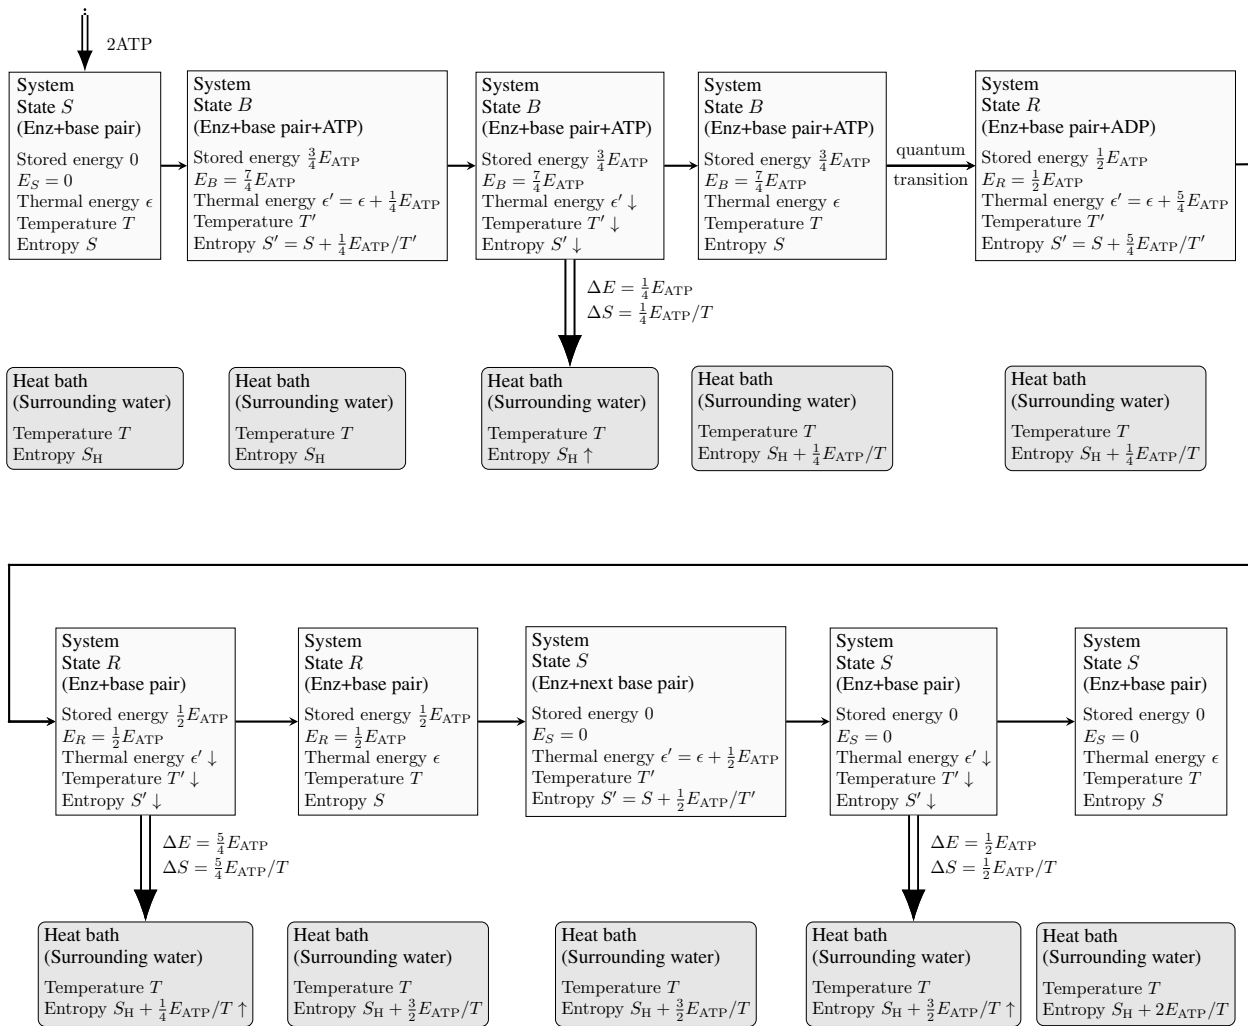 2ATP
System
State S
(Enz+base pair)
Stored energy 0
E_S = 0
Thermal energy ϵ
Temperature T
Entropy S
System
State B
(Enz+base pair+ATP)
Stored energy 3/4 E_ATP
E_B = 7/4 E_ATP
Thermal energy ϵ′ = ϵ + 1/4 E_ATP
Temperature T′
Entropy S′ = S + 1/4 E_ATP/T′
System
State B
(Enz+base pair+ATP)
Stored energy 3/4 E_ATP
E_B = 7/4 E_ATP
Thermal energy ϵ′ ↓
Temperature T′ ↓
Entropy S′ ↓
System
State B
(Enz+base pair+ATP)
Stored energy 3/4 E_ATP
E_B = 7/4 E_ATP
Thermal energy ϵ
Temperature T
Entropy S
quantum
transition
System
State R
(Enz+base pair+ADP)
Stored energy 1/2 E_ATP
E_R = 1/2 E_ATP
Thermal energy ϵ′ = ϵ + 5/4 E_ATP
Temperature T′
Entropy S′ = S + 5/4 E_ATP/T′
ΔE = 1/4 E_ATP
ΔS = 1/4 E_ATP/T
Heat bath
(Surrounding water)
Temperature T
Entropy S_H
Heat bath
(Surrounding water)
Temperature T
Entropy S_H
Heat bath
(Surrounding water)
Temperature T
Entropy S_H ↑
Heat bath
(Surrounding water)
Temperature T
Entropy S_H + 1/4 E_ATP/T
Heat bath
(Surrounding water)
Temperature T
Entropy S_H + 1/4 E_ATP/T
System
State R
(Enz+base pair)
Stored energy 1/2 E_ATP
E_R = 1/2 E_ATP
Thermal energy ϵ′ ↓
Temperature T′ ↓
Entropy S′ ↓
System
State R
(Enz+base pair)
Stored energy 1/2 E_ATP
E_R = 1/2 E_ATP
Thermal energy ϵ
Temperature T
Entropy S
System
State S
(Enz+next base pair)
Stored energy 0
E_S = 0
Thermal energy ϵ′ = ϵ + 1/2 E_ATP
Temperature T′
Entropy S′ = S + 1/2 E_ATP/T′
System
State S
(Enz+base pair)
Stored energy 0
E_S = 0
Thermal energy ϵ′ ↓
Temperature T′ ↓
Entropy S′ ↓
System
State S
(Enz+base pair)
Stored energy 0
E_S = 0
Thermal energy ϵ
Temperature T
Entropy S
ΔE = 5/4 E_ATP
ΔS = 5/4 E_ATP/T
ΔE = 1/2 E_ATP
ΔS = 1/2 E_ATP/T
Heat bath
(Surrounding water)
Temperature T
Entropy S_H + 1/4 E_ATP/T ↑
Heat bath
(Surrounding water)
Temperature T
Entropy S_H + 3/2 E_ATP/T
Heat bath
(Surrounding water)
Temperature T
Entropy S_H + 3/2 E_ATP/T
Heat bath
(Surrounding water)
Temperature T
Entropy S_H + 3/2 E_ATP/T ↑
Heat bath
(Surrounding water)
Temperature T
Entropy S_H + 2E_ATP/T